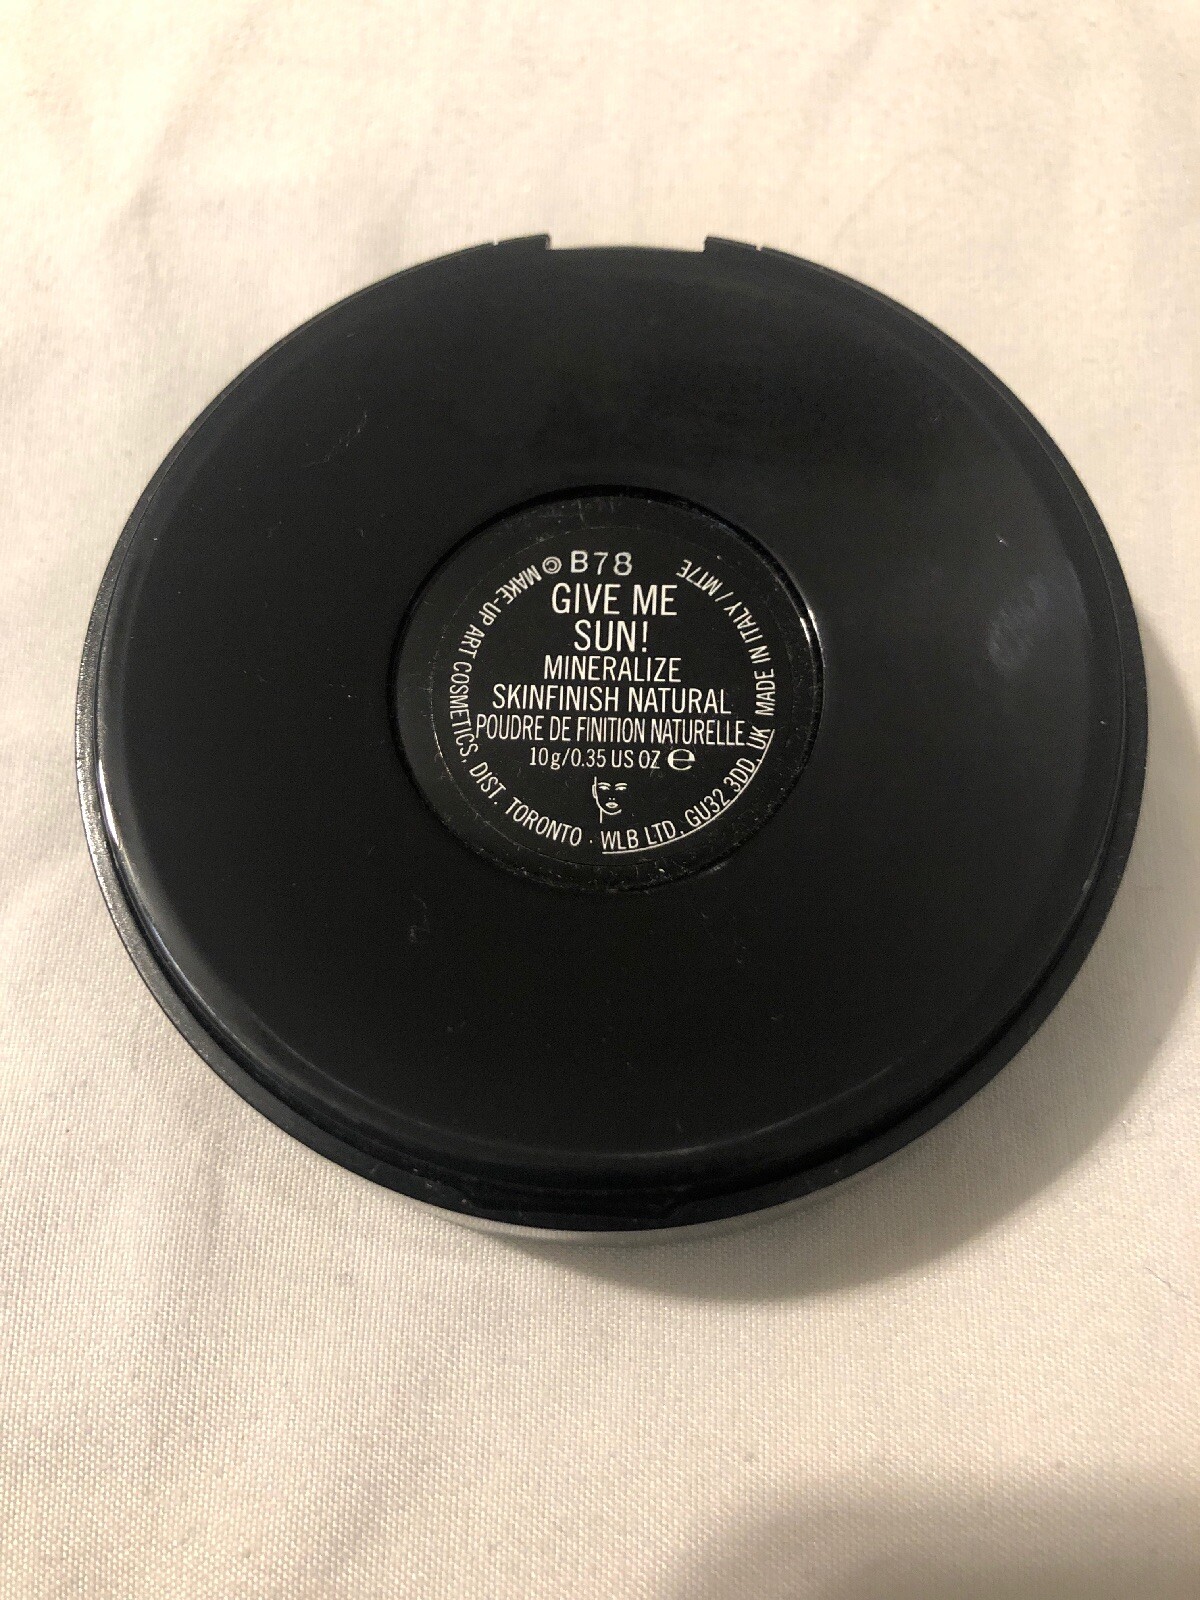 B78
GIVE ME
SUN!
MINERALIZE
SKINFINISH NATURAL
POUDRE DE FINITION NATURELLE
10g/0.35 US OZ ℮
© MAKE-UP ART COSMETICS, DIST. TORONTO · WLB LTD, GU32 3DD, UK MADE IN ITALY / MT7E